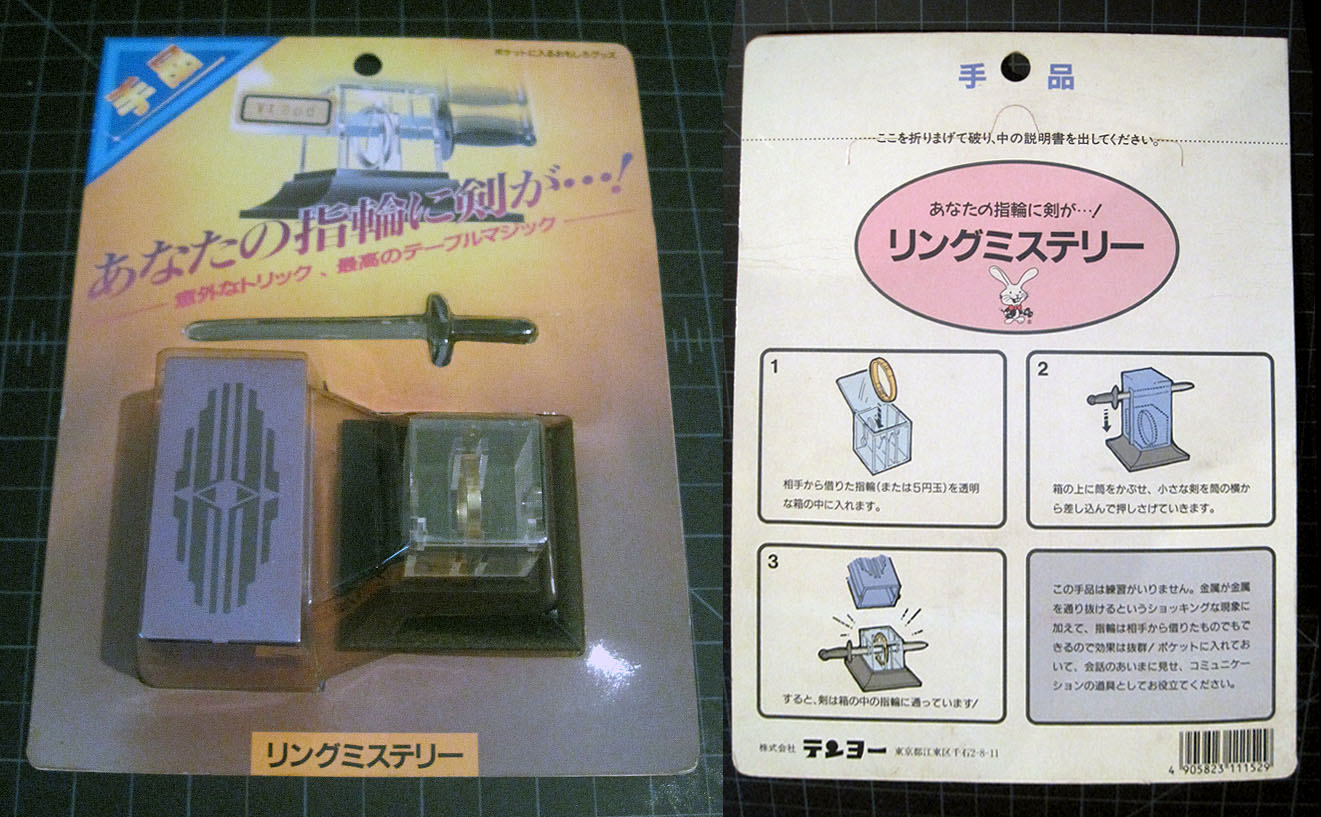 手品
ポケットに入るおもしろグッズ
¥1200
あなたの指輪に剣が…!
意外なトリック、最高のテーブルマジック
リングミステリー
手品
ここを折りまげて破り、中の説明書を出してください。
あなたの指輪に剣が…!
リングミステリー
1
相手から借りた指輪(または5円玉)を透明
な箱の中に入れます。
2
箱の上に筒をかぶせ、小さな剣を筒の横か
ら差し込んで押しさげていきます。
3
すると、剣は箱の中の指輪に通っています!
この手品は練習がいりません。金属が金属
を通り抜けるというショッキングな現象に
加えて、指輪は相手から借りたものでもで
きるので効果は抜群!ポケットに入れてお
いて、会話のあいまに見せ、コミュニケー
ションの道具としてお役立てください。
株式会社 テンヨー 東京都江東区千石2-8-11
4 905823 111529